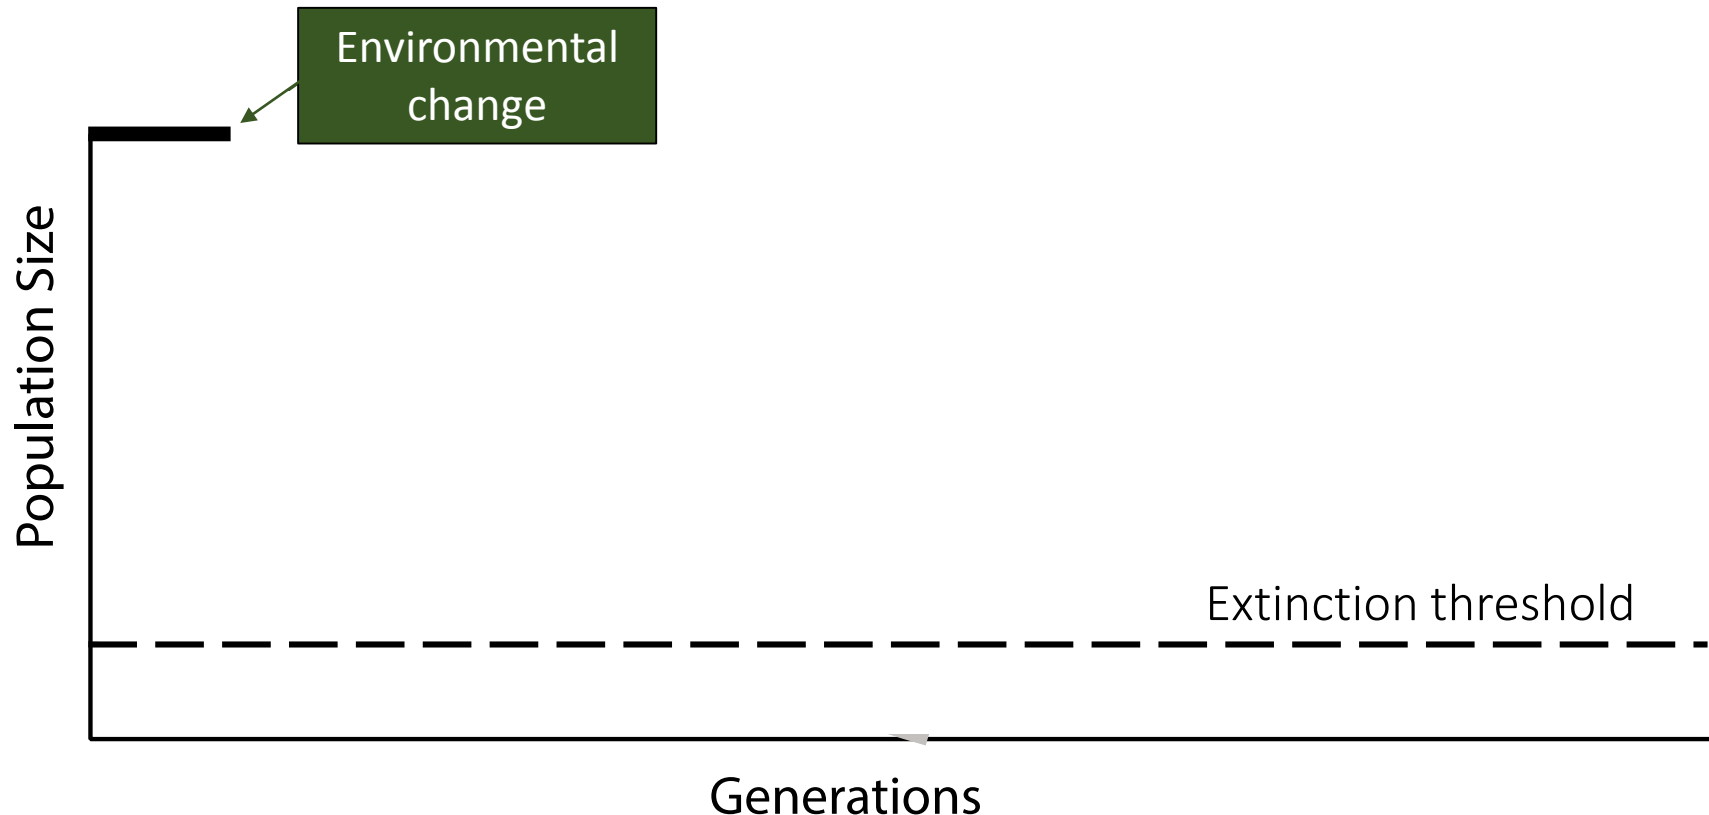 Environmental
change
Population Size
Extinction threshold
Generations